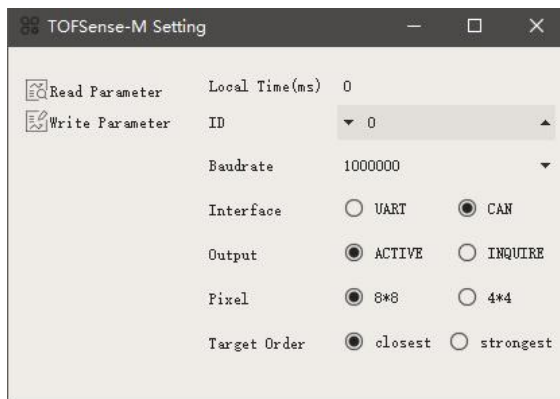 TOFSense-M Setting
Read Parameter
Write Parameter
Local Time(ms) 0
ID 0
Baudrate 1000000
Interface UART CAN
Output ACTIVE INQUIRE
Pixel 8*8 4*4
Target Order closest strongest